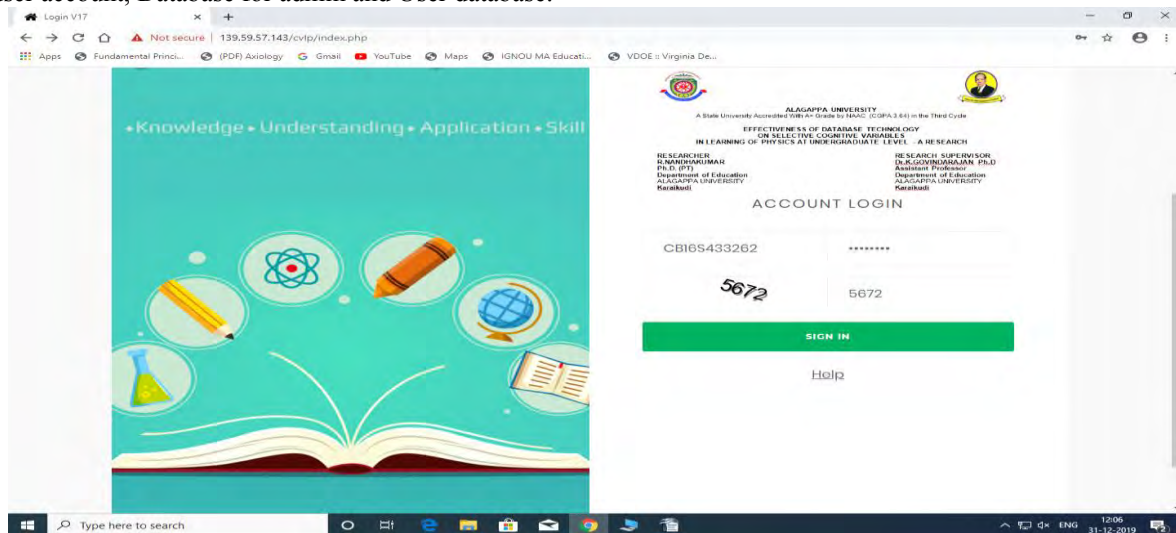 user account, Database for admin and User database.
Login V17
Not secure | 139.59.57.143/cvlp/index.php
Apps Fundamental Princi... (PDF) Axiology Gmail YouTube Maps IGNOU MA Educati... VDOE :: Virginia De...
•Knowledge•Understanding•Application•Skill
ALAGAPPA UNIVERSITY
A State University Accredited With A+ Grade by NAAC (CGPA 3.64) in the Third Cycle
EFFECTIVENESS OF DATABASE TECHNOLOGY
ON SELECTIVE COGNITIVE VARIABLES
IN LEARNING OF PHYSICS AT UNDERGRADUATE LEVEL - A RESEARCH
RESEARCHER
R.NANDHAKUMAR
Ph.D. (PT)
Department of Education
ALAGAPPA UNIVERSITY
Karaikudi
RESEARCH SUPERVISOR
Dr.K.GOVINDARAJAN Ph.D
Assistant Professor
Department of Education
ALAGAPPA UNIVERSITY
Karaikudi
ACCOUNT LOGIN
CB16S433262 ••••••••
5672 5672
SIGN IN
Help
Type here to search
ENG
12:06
31-12-2019